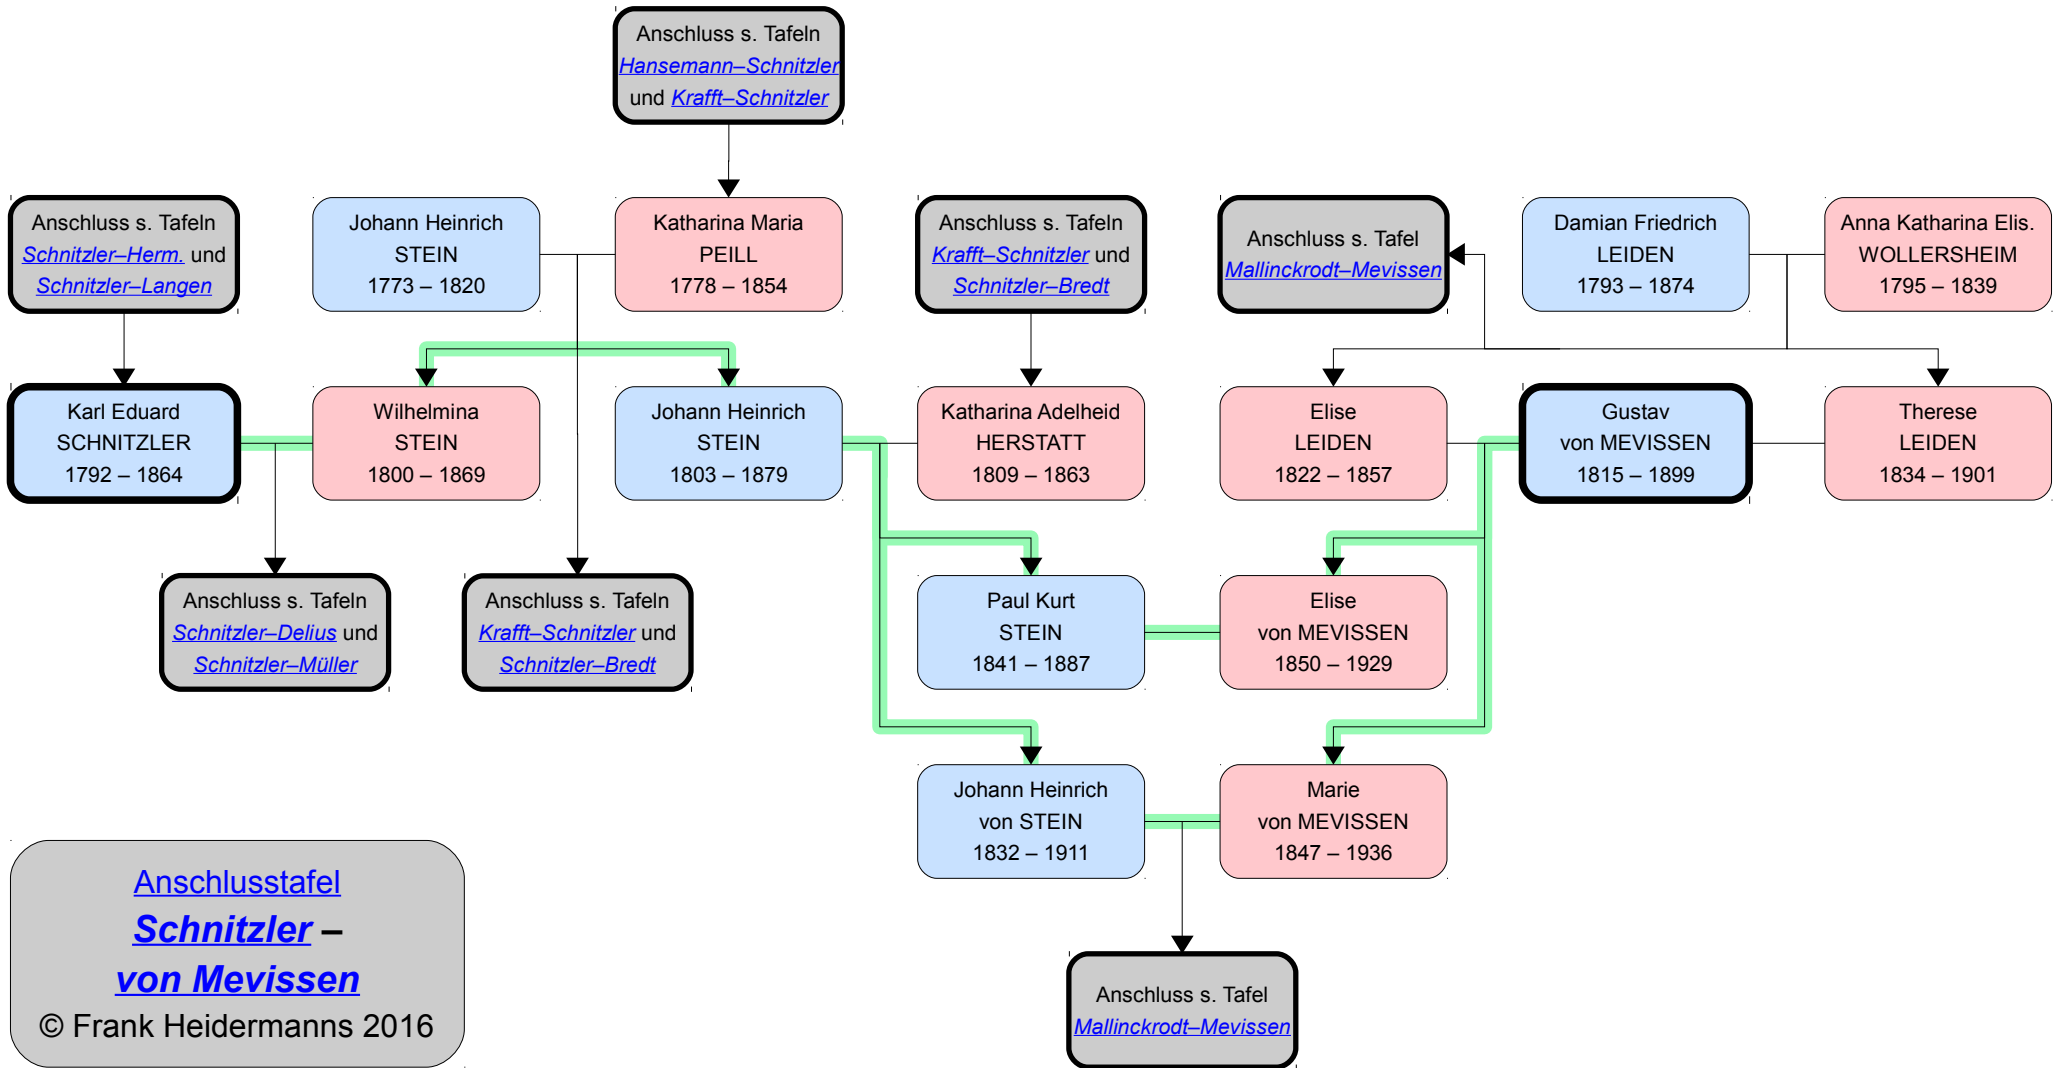 Anschluss s. Tafeln
Hansemann–Schnitzler
und Krafft–Schnitzler
Anschluss s. Tafeln
Schnitzler–Herm. und
Schnitzler–Langen
Johann Heinrich
STEIN
1773 – 1820
Katharina Maria
PEILL
1778 – 1854
Anschluss s. Tafeln
Krafft–Schnitzler und
Schnitzler–Bredt
Anschluss s. Tafel
Mallinckrodt–Mevissen
Damian Friedrich
LEIDEN
1793 – 1874
Anna Katharina Elis.
WOLLERSHEIM
1795 – 1839
Karl Eduard
SCHNITZLER
1792 – 1864
Wilhelmina
STEIN
1800 – 1869
Johann Heinrich
STEIN
1803 – 1879
Katharina Adelheid
HERSTATT
1809 – 1863
Elise
LEIDEN
1822 – 1857
Gustav
von MEVISSEN
1815 – 1899
Therese
LEIDEN
1834 – 1901
Anschluss s. Tafeln
Schnitzler–Delius und
Schnitzler–Müller
Anschluss s. Tafeln
Krafft–Schnitzler und
Schnitzler–Bredt
Paul Kurt
STEIN
1841 – 1887
Elise
von MEVISSEN
1850 – 1929
Johann Heinrich
von STEIN
1832 – 1911
Marie
von MEVISSEN
1847 – 1936
Anschlusstafel
Schnitzler –
von Mevissen
© Frank Heidermanns 2016
Anschluss s. Tafel
Mallinckrodt–Mevissen